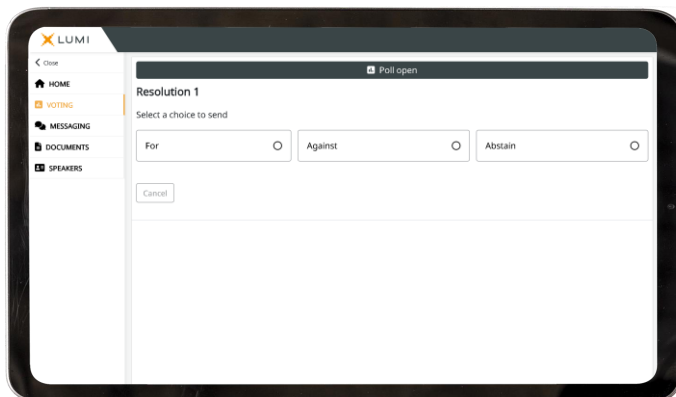 LUMI
Close
HOME
VOTING
MESSAGING
DOCUMENTS
SPEAKERS
Poll open
Resolution 1
Select a choice to send
For
Against
Abstain
Cancel